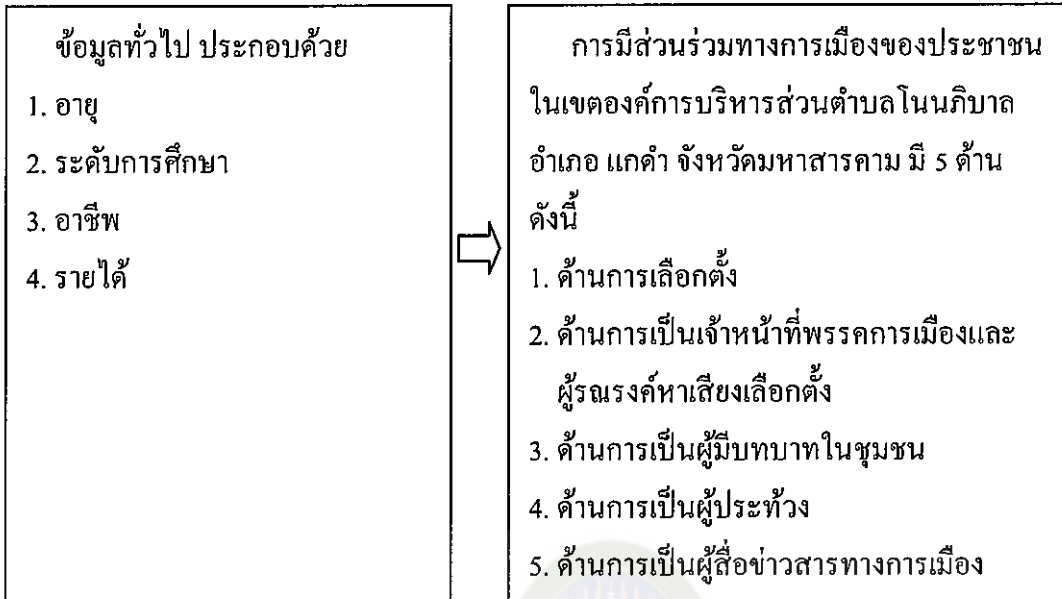 ข้อมูลทั่วไป ประกอบด้วย
1. อายุ
2. ระดับการศึกษา
3. อาชีพ
4. รายได้
การมีส่วนร่วมทางการเมืองของประชาชน
ในเขตองค์การบริหารส่วนตำบลโนนภิบาล
อำเภอ แกดำ จังหวัดมหาสารคาม มี 5 ด้าน
ดังนี้
1. ด้านการเลือกตั้ง
2. ด้านการเป็นเจ้าหน้าที่พรรคการเมืองและ
ผู้รณรงค์หาเสียงเลือกตั้ง
3. ด้านการเป็นผู้มีบทบาทในชุมชน
4. ด้านการเป็นผู้ประท้วง
5. ด้านการเป็นผู้สื่อข่าวสารทางการเมือง